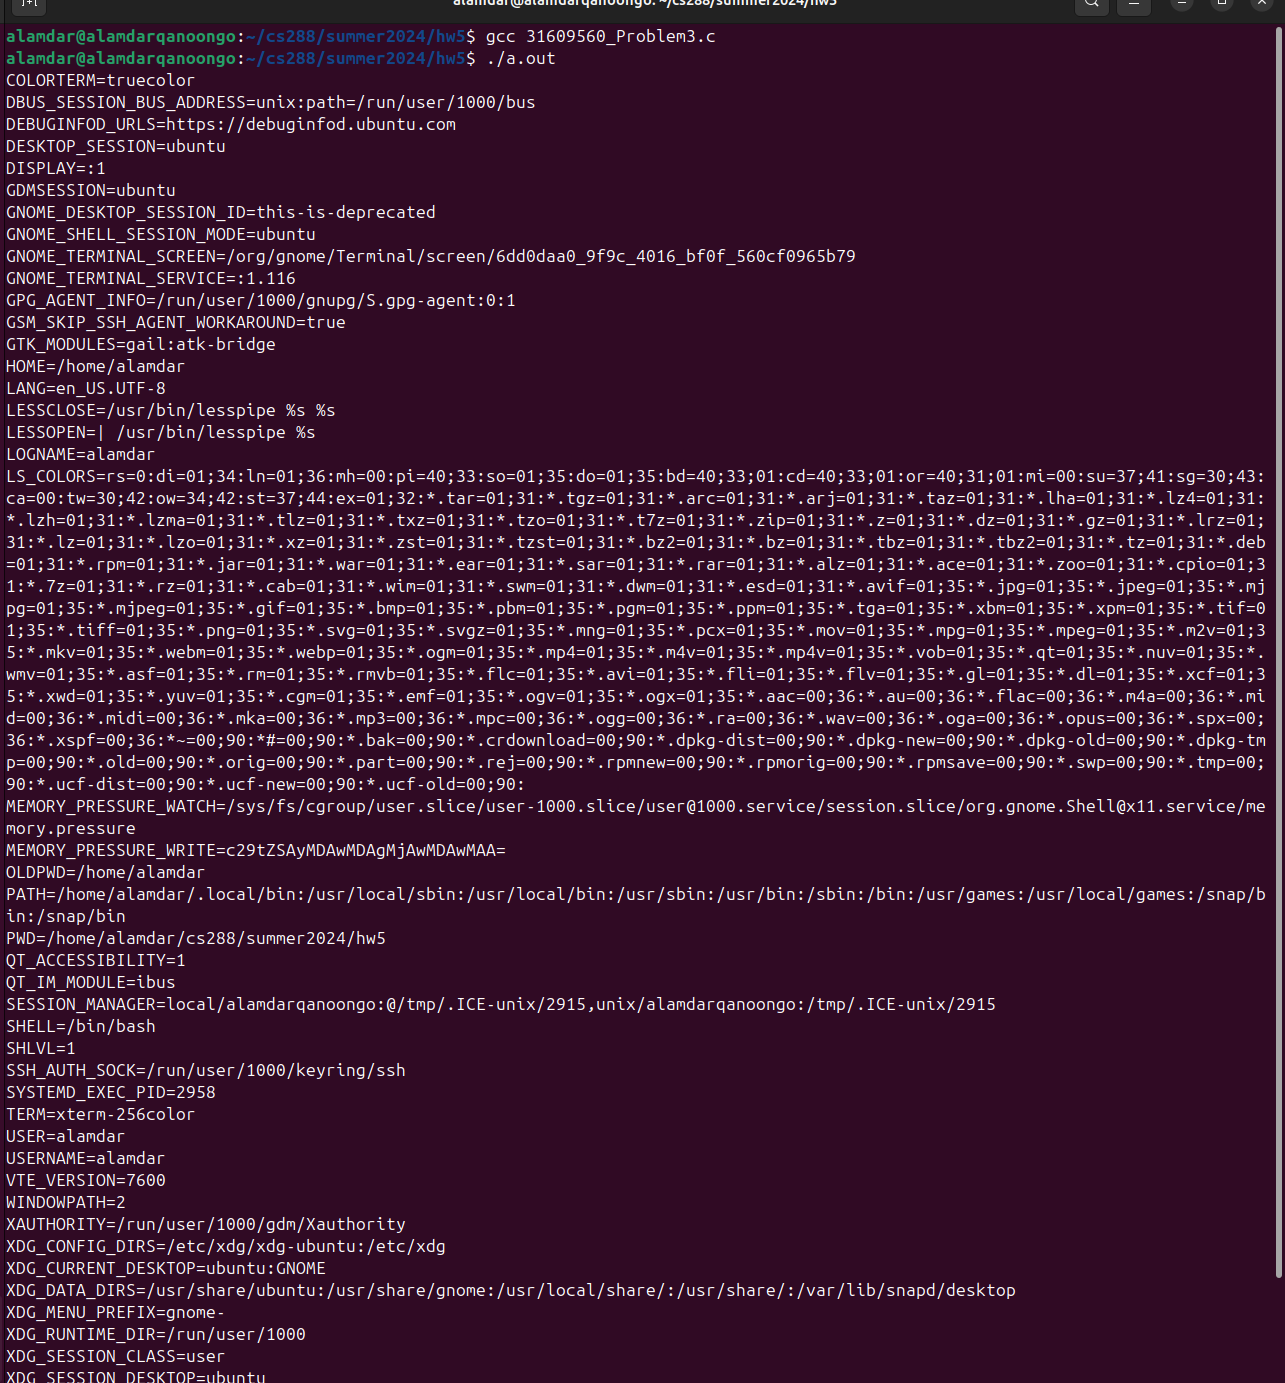 alamdar@alamdarqanoongo: ~/cs288/summer2024/hw5
alamdar@alamdarqanoongo:~/cs288/summer2024/hw5$ gcc 31609560_Problem3.c
alamdar@alamdarqanoongo:~/cs288/summer2024/hw5$ ./a.out
COLORTERM=truecolor
DBUS_SESSION_BUS_ADDRESS=unix:path=/run/user/1000/bus
DEBUGINFOD_URLS=https://debuginfod.ubuntu.com
DESKTOP_SESSION=ubuntu
DISPLAY=:1
GDMSESSION=ubuntu
GNOME_DESKTOP_SESSION_ID=this-is-deprecated
GNOME_SHELL_SESSION_MODE=ubuntu
GNOME_TERMINAL_SCREEN=/org/gnome/Terminal/screen/6dd0daa0_9f9c_4016_bf0f_560cf0965b79
GNOME_TERMINAL_SERVICE=:1.116
GPG_AGENT_INFO=/run/user/1000/gnupg/S.gpg-agent:0:1
GSM_SKIP_SSH_AGENT_WORKAROUND=true
GTK_MODULES=gail:atk-bridge
HOME=/home/alamdar
LANG=en_US.UTF-8
LESSCLOSE=/usr/bin/lesspipe %s %s
LESSOPEN=| /usr/bin/lesspipe %s
LOGNAME=alamdar
LS_COLORS=rs=0:di=01;34:ln=01;36:mh=00:pi=40;33:so=01;35:do=01;35:bd=40;33;01:cd=40;33;01:or=40;31;01:mi=00:su=37;41:sg=30;43:
ca=00:tw=30;42:ow=34;42:st=37;44:ex=01;32:*.tar=01;31:*.tgz=01;31:*.arc=01;31:*.arj=01;31:*.taz=01;31:*.lha=01;31:*.lz4=01;31:
*.lzh=01;31:*.lzma=01;31:*.tlz=01;31:*.txz=01;31:*.tzo=01;31:*.t7z=01;31:*.zip=01;31:*.z=01;31:*.dz=01;31:*.gz=01;31:*.lrz=01;
31:*.lz=01;31:*.lzo=01;31:*.xz=01;31:*.zst=01;31:*.tzst=01;31:*.bz2=01;31:*.bz=01;31:*.tbz=01;31:*.tbz2=01;31:*.tz=01;31:*.deb
=01;31:*.rpm=01;31:*.jar=01;31:*.war=01;31:*.ear=01;31:*.sar=01;31:*.rar=01;31:*.alz=01;31:*.ace=01;31:*.zoo=01;31:*.cpio=01;3
1:*.7z=01;31:*.rz=01;31:*.cab=01;31:*.wim=01;31:*.swm=01;31:*.dwm=01;31:*.esd=01;31:*.avif=01;35:*.jpg=01;35:*.jpeg=01;35:*.mj
pg=01;35:*.mjpeg=01;35:*.gif=01;35:*.bmp=01;35:*.pbm=01;35:*.pgm=01;35:*.ppm=01;35:*.tga=01;35:*.xbm=01;35:*.xpm=01;35:*.tif=0
1;35:*.tiff=01;35:*.png=01;35:*.svg=01;35:*.svgz=01;35:*.mng=01;35:*.pcx=01;35:*.mov=01;35:*.mpg=01;35:*.mpeg=01;35:*.m2v=01;3
5:*.mkv=01;35:*.webm=01;35:*.webp=01;35:*.ogm=01;35:*.mp4=01;35:*.m4v=01;35:*.mp4v=01;35:*.vob=01;35:*.qt=01;35:*.nuv=01;35:*.
wmv=01;35:*.asf=01;35:*.rm=01;35:*.rmvb=01;35:*.flc=01;35:*.avi=01;35:*.fli=01;35:*.flv=01;35:*.gl=01;35:*.dl=01;35:*.xcf=01;3
5:*.xwd=01;35:*.yuv=01;35:*.cgm=01;35:*.emf=01;35:*.ogv=01;35:*.ogx=01;35:*.aac=00;36:*.au=00;36:*.flac=00;36:*.m4a=00;36:*.mi
d=00;36:*.midi=00;36:*.mka=00;36:*.mp3=00;36:*.mpc=00;36:*.ogg=00;36:*.ra=00;36:*.wav=00;36:*.oga=00;36:*.opus=00;36:*.spx=00;
36:*.xspf=00;36:*~=00;90:*#=00;90:*.bak=00;90:*.crdownload=00;90:*.dpkg-dist=00;90:*.dpkg-new=00;90:*.dpkg-old=00;90:*.dpkg-tm
p=00;90:*.old=00;90:*.orig=00;90:*.part=00;90:*.rej=00;90:*.rpmnew=00;90:*.rpmorig=00;90:*.rpmsave=00;90:*.swp=00;90:*.tmp=00;
90:*.ucf-dist=00;90:*.ucf-new=00;90:*.ucf-old=00;90:
MEMORY_PRESSURE_WATCH=/sys/fs/cgroup/user.slice/user-1000.slice/user@1000.service/session.slice/org.gnome.Shell@x11.service/me
mory.pressure
MEMORY_PRESSURE_WRITE=c29tZSAyMDAwMDAgMjAwMDAwMAA=
OLDPWD=/home/alamdar
PATH=/home/alamdar/.local/bin:/usr/local/sbin:/usr/local/bin:/usr/sbin:/usr/bin:/sbin:/bin:/usr/games:/usr/local/games:/snap/b
in:/snap/bin
PWD=/home/alamdar/cs288/summer2024/hw5
QT_ACCESSIBILITY=1
QT_IM_MODULE=ibus
SESSION_MANAGER=local/alamdarqanoongo:@/tmp/.ICE-unix/2915,unix/alamdarqanoongo:/tmp/.ICE-unix/2915
SHELL=/bin/bash
SHLVL=1
SSH_AUTH_SOCK=/run/user/1000/keyring/ssh
SYSTEMD_EXEC_PID=2958
TERM=xterm-256color
USER=alamdar
USERNAME=alamdar
VTE_VERSION=7600
WINDOWPATH=2
XAUTHORITY=/run/user/1000/gdm/Xauthority
XDG_CONFIG_DIRS=/etc/xdg/xdg-ubuntu:/etc/xdg
XDG_CURRENT_DESKTOP=ubuntu:GNOME
XDG_DATA_DIRS=/usr/share/ubuntu:/usr/share/gnome:/usr/local/share/:/usr/share/:/var/lib/snapd/desktop
XDG_MENU_PREFIX=gnome-
XDG_RUNTIME_DIR=/run/user/1000
XDG_SESSION_CLASS=user
XDG_SESSION_DESKTOP=ubuntu